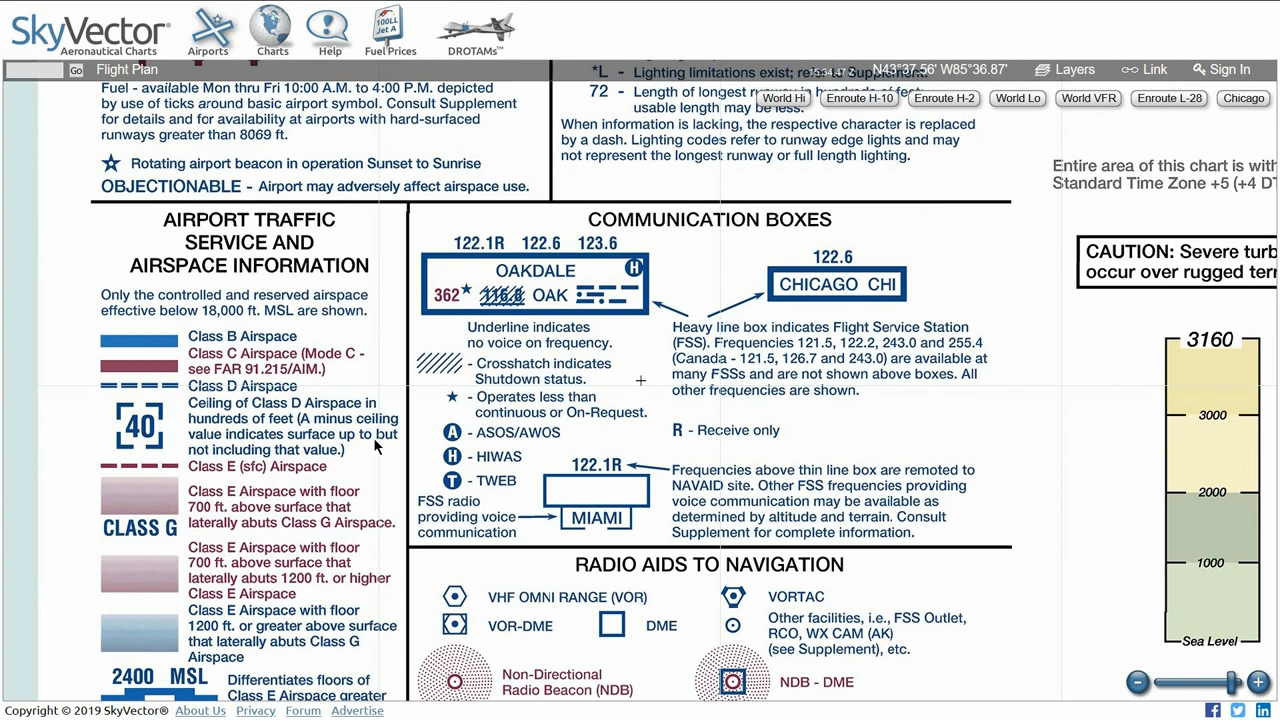 SkyVector®
Aeronautical Charts
Airports
Charts
Help
100LL
Jet A
Fuel Prices
DROTAMs™
Go
Flight Plan
N43°37.56' W85°36.87'
Layers
Link
Sign In
World Hi
Enroute H-10
Enroute H-2
World Lo
World VFR
Enroute L-28
Chicago
Fuel - available Mon thru Fri 10:00 A.M. to 4:00 P.M. depicted
by use of ticks around basic airport symbol. Consult Supplement
for details and for availability at airports with hard-surfaced
runways greater than 8069 ft.
Rotating airport beacon in operation Sunset to Sunrise
OBJECTIONABLE - Airport may adversely affect airspace use.
*L - Lighting limitations exist; refer to Supplement.
72 - Length of longest runway in hundreds of feet;
usable length may be less.
When information is lacking, the respective character is replaced
by a dash. Lighting codes refer to runway edge lights and may
not represent the longest runway or full length lighting.
Entire area of this chart is with
Standard Time Zone +5 (+4 DT
CAUTION: Severe turb
occur over rugged terr
AIRPORT TRAFFIC
SERVICE AND
AIRSPACE INFORMATION
Only the controlled and reserved airspace
effective below 18,000 ft. MSL are shown.
Class B Airspace
Class C Airspace (Mode C -
see FAR 91.215/AIM.)
Class D Airspace
40
Ceiling of Class D Airspace in
hundreds of feet (A minus ceiling
value indicates surface up to but
not including that value.)
Class E (sfc) Airspace
Class E Airspace with floor
700 ft. above surface that
laterally abuts Class G Airspace.
CLASS G
Class E Airspace with floor
700 ft. above surface that
laterally abuts 1200 ft. or higher
Class E Airspace
Class E Airspace with floor
1200 ft. or greater above surface
that laterally abuts Class G
Airspace
2400 MSL
Differentiates floors of
Class E Airspace greater
COMMUNICATION BOXES
122.1R 122.6 123.6
OAKDALE H
362* 116.8 OAK
122.6
CHICAGO CHI
Underline indicates
no voice on frequency.
- Crosshatch indicates
Shutdown status.
★ - Operates less than
continuous or On-Request.
A - ASOS/AWOS
H - HIWAS
T - TWEB
FSS radio
providing voice
communication
122.1R
MIAMI
Heavy line box indicates Flight Service Station
(FSS). Frequencies 121.5, 122.2, 243.0 and 255.4
(Canada - 121.5, 126.7 and 243.0) are available at
many FSSs and are not shown above boxes. All
other frequencies are shown.
R - Receive only
Frequencies above thin line box are remoted to
NAVAID site. Other FSS frequencies providing
voice communication may be available as
determined by altitude and terrain. Consult
Supplement for complete information.
RADIO AIDS TO NAVIGATION
VHF OMNI RANGE (VOR)
VORTAC
VOR-DME
DME
Other facilities, i.e., FSS Outlet,
RCO, WX CAM (AK)
(see Supplement), etc.
Non-Directional
Radio Beacon (NDB)
NDB - DME
3160
3000
2000
1000
Sea Level
Copyright © 2019 SkyVector®
About Us
Privacy
Forum
Advertise